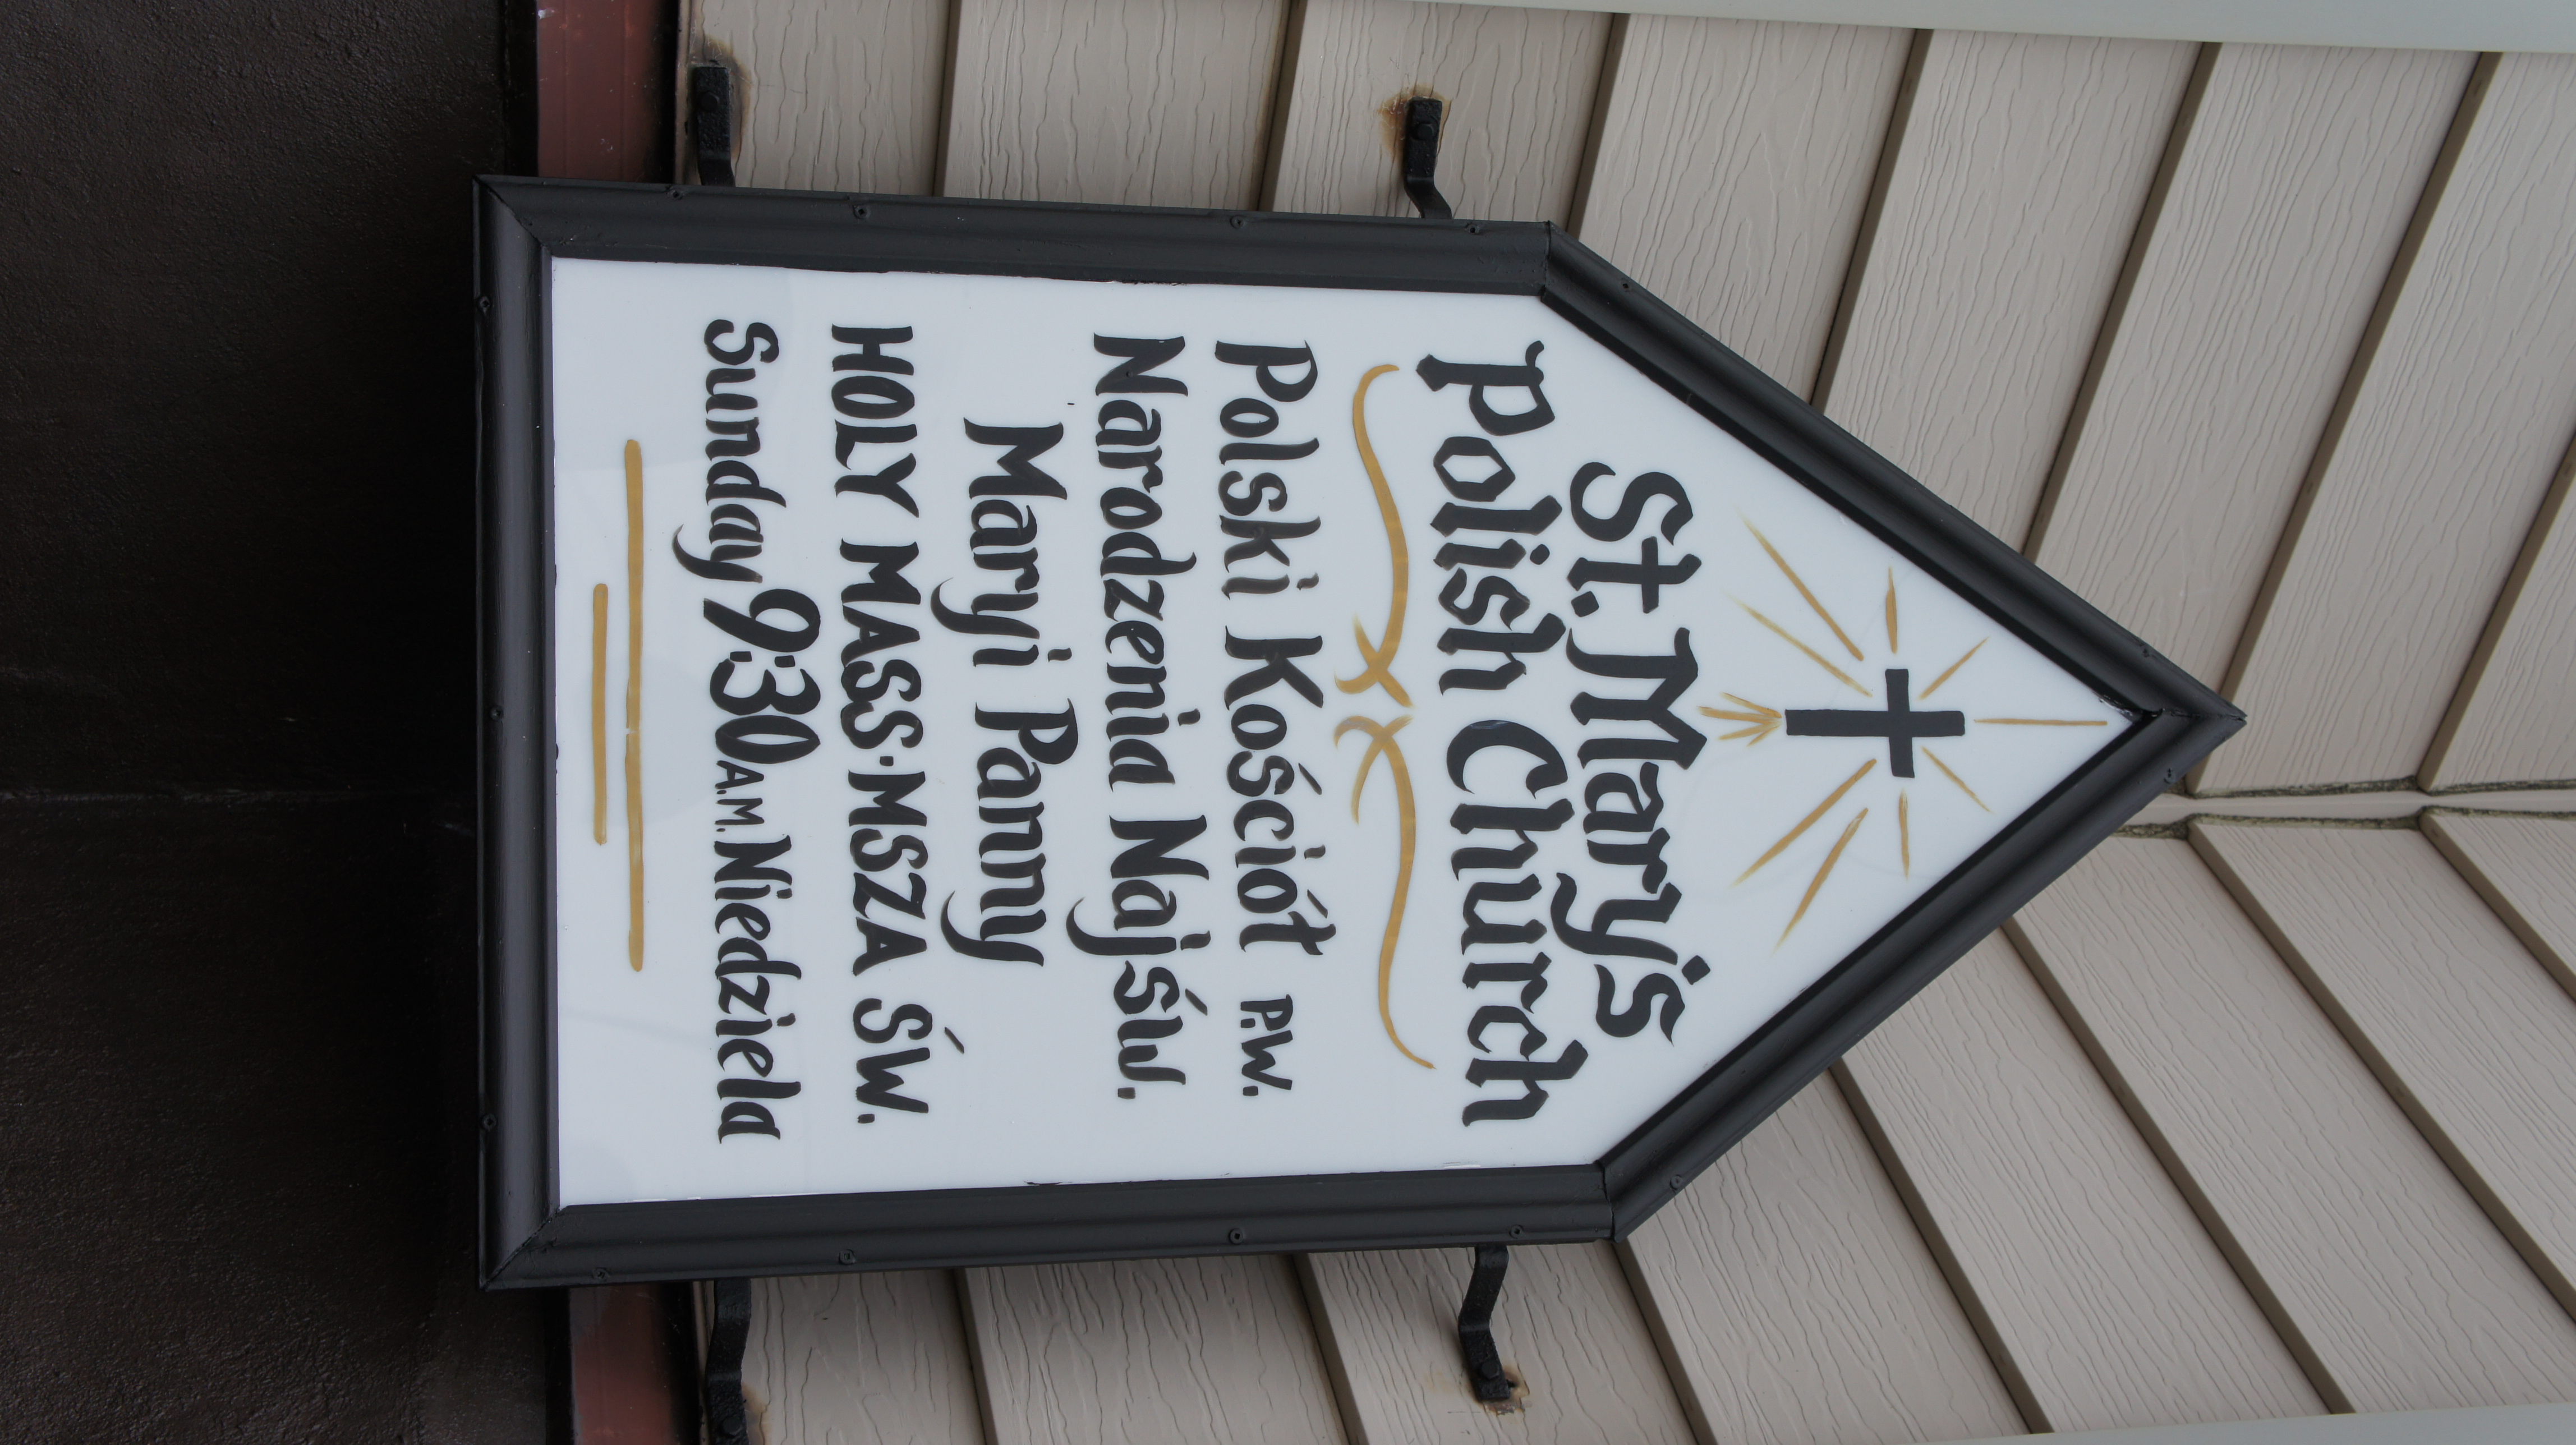 St. Mary's
Polish Church
Polski Kościół P.W.
Narodzenia Najśw.
Maryi Panny
HOLY MASS·MSZA ŚW.
Sunday 9:30 A.M. Niedziela